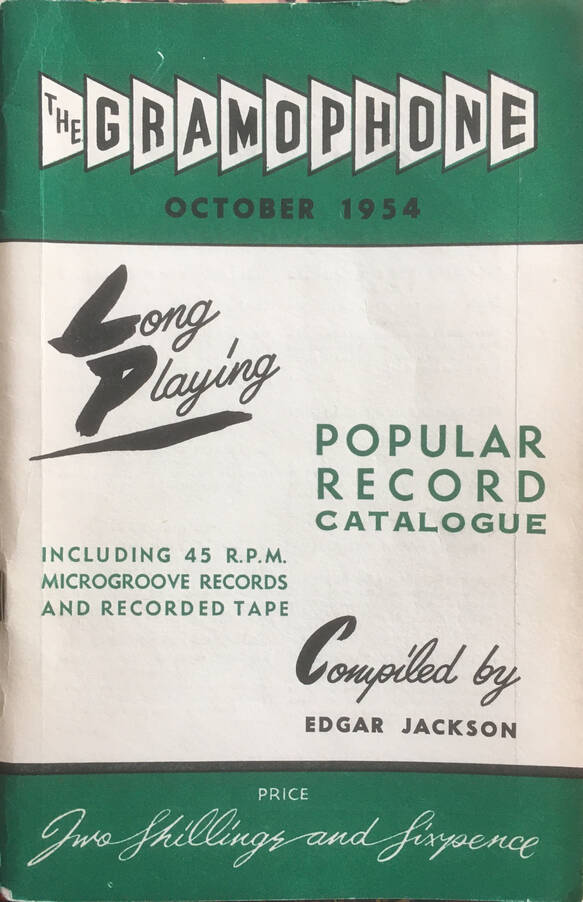 THE GRAMOPHONE
OCTOBER 1954
Long
Playing
POPULAR
RECORD
CATALOGUE
INCLUDING 45 R.P.M.
MICROGROOVE RECORDS
AND RECORDED TAPE
Compiled by
EDGAR JACKSON
PRICE
Two Shillings and Sixpence